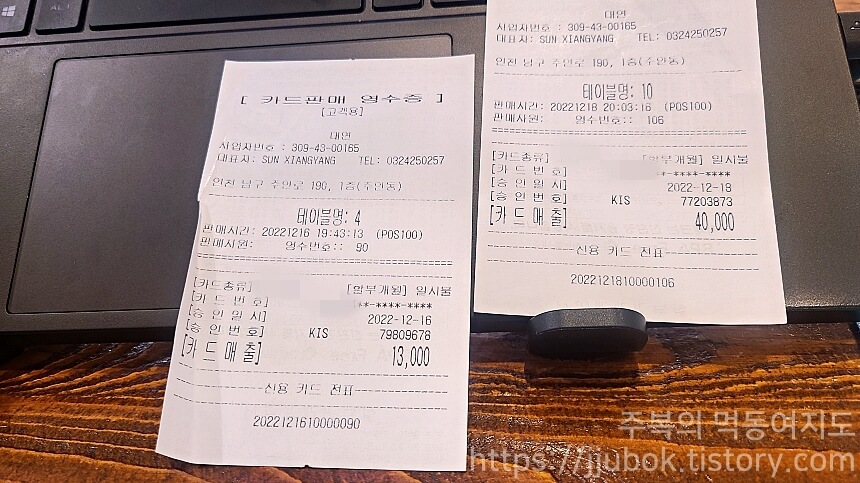 [ 카드판매 영수증 ]
[고객용]
대연
사업자번호 : 309-43-00165
대표자: SUN XIANGYANG TEL: 0324250257
인천 남구 주안로 190, 1층(주안동)
테이블명: 4
판매시간: 20221216 19:43:13 (POS100)
판매사원: 영수번호:: 90
[카드종류] [할부개월] 일시불
[카 드 번 호] **-****-****
[승 인 일 시] 2022-12-16
[승 인 번 호] KIS 79809678
[카 드 매 출] 13,000
신용 카드 전표
2022121610000090
대연
사업자번호 : 309-43-00165
대표자: SUN XIANGYANG TEL: 0324250257
인천 남구 주안로 190, 1층(주안동)
테이블명: 10
판매시간: 20221218 20:03:16 (POS100)
판매사원: 영수번호:: 106
[카드종류] [할부개월] 일시불
[카 드 번 호] *-****-****
[승 인 일 시] 2022-12-18
[승 인 번 호] KIS 77203873
[카 드 매 출] 40,000
신용 카드 전표
2022121810000106
주복의 먹동여지도
https://jjubok.tistory.com